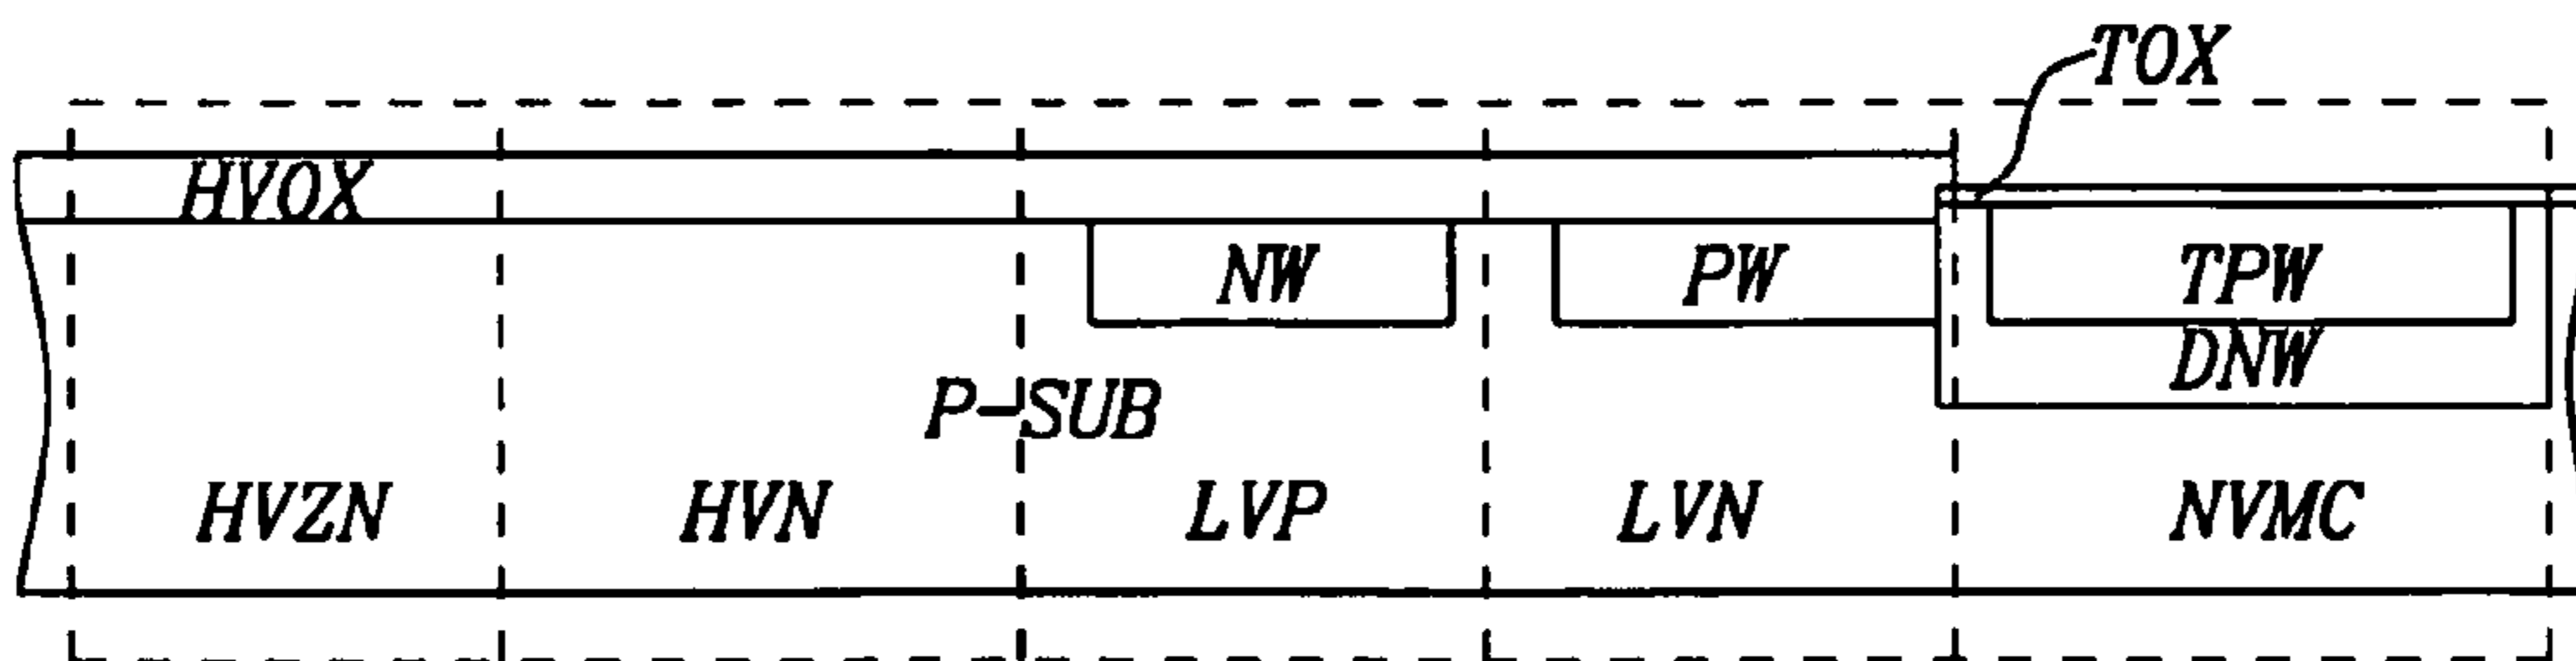 TOX
HVOX
NW
PW
TPW
DNW
P-SUB
HVZN
HVN
LVP
LVN
NVMC